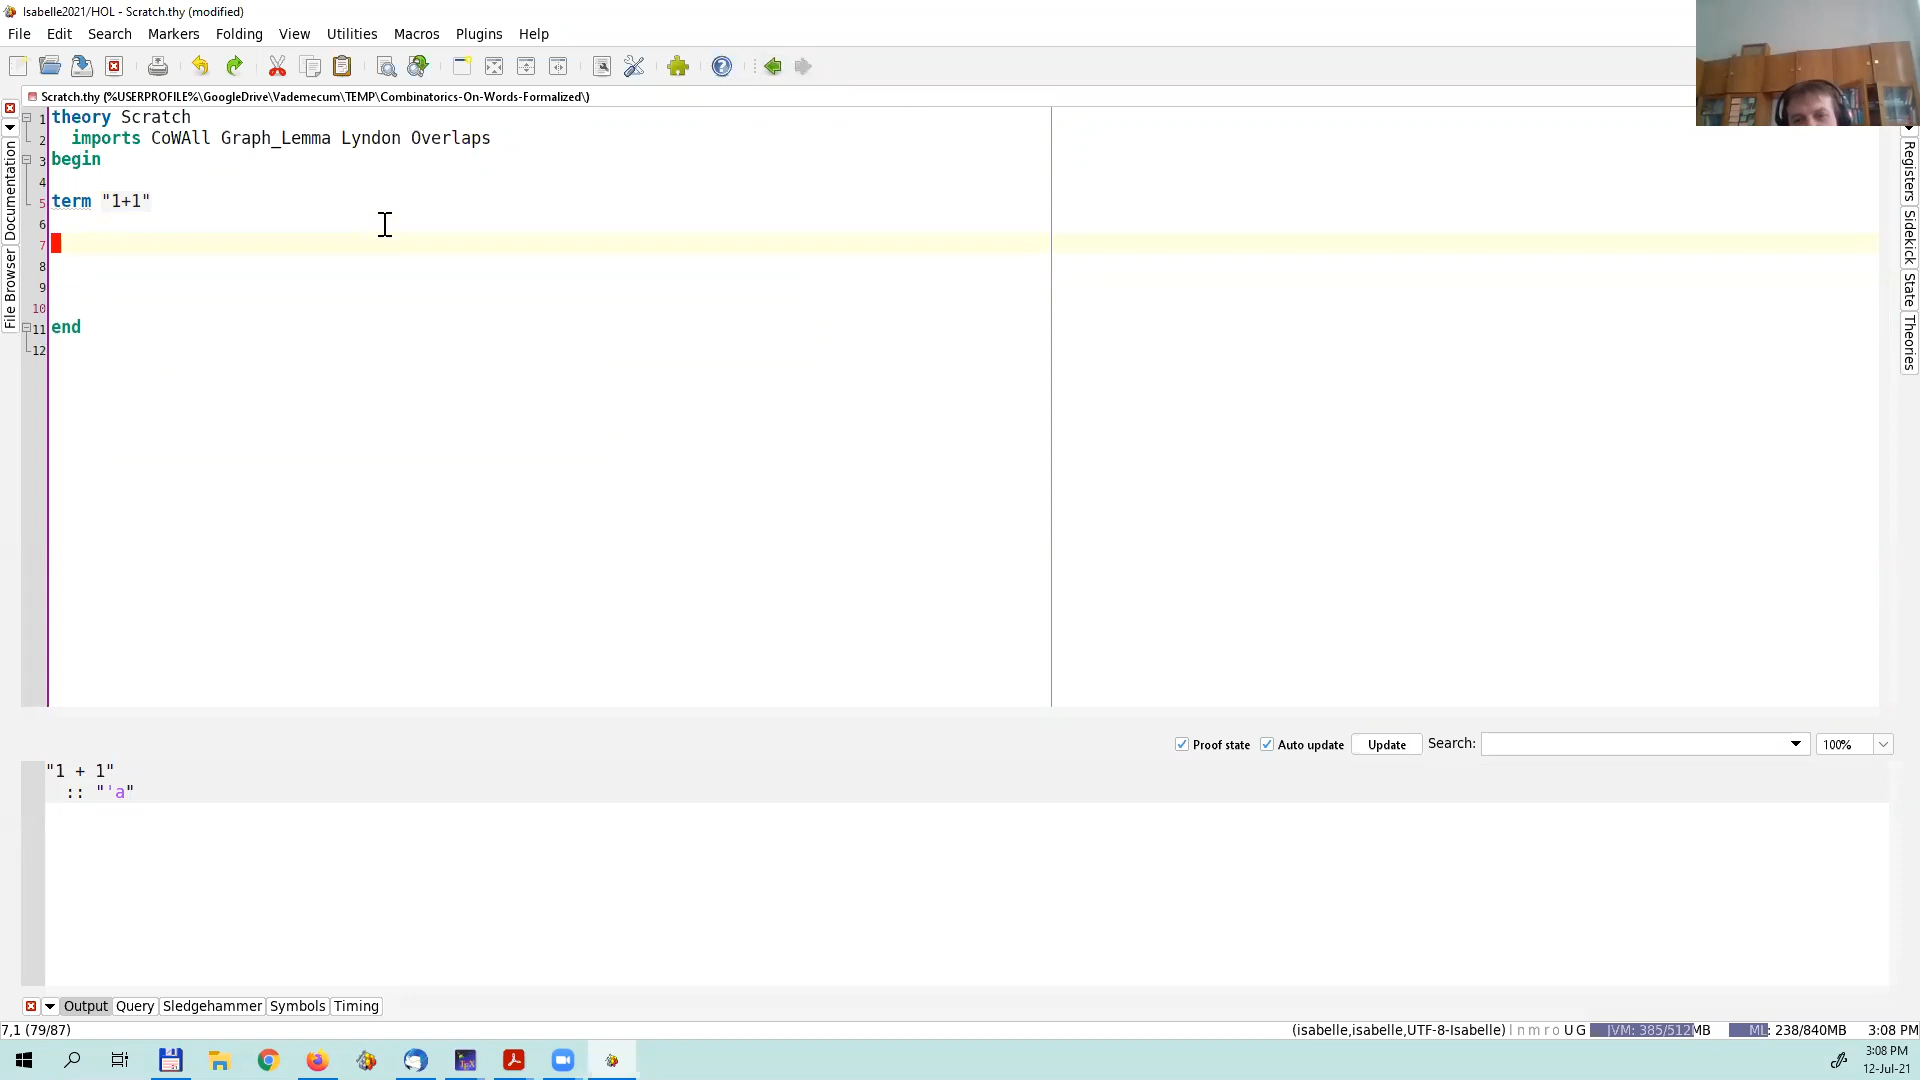 Isabelle2021/HOL - Scratch.thy (modified)
File Edit Search Markers Folding View Utilities Macros Plugins Help
Scratch.thy (%USERPROFILE%\GoogleDrive\Vademecum\TEMP\Combinatorics-On-Words-Formalized\)
1 theory Scratch
2 imports CoWAll Graph_Lemma Lyndon Overlaps
3 begin
4
5 term "1+1"
6
7
8
9
10
11 end
12
Documentation
File Browser
Registers
Sidekick
State
Theories
Proof state Auto update Update Search: 100%
"1 + 1"
:: "'a"
Output Query Sledgehammer Symbols Timing
7,1 (79/87) (isabelle,isabelle,UTF-8-Isabelle) l n m r o U G JVM: 385/512MB ML: 238/840MB 3:08 PM
3:08 PM
12-Jul-21